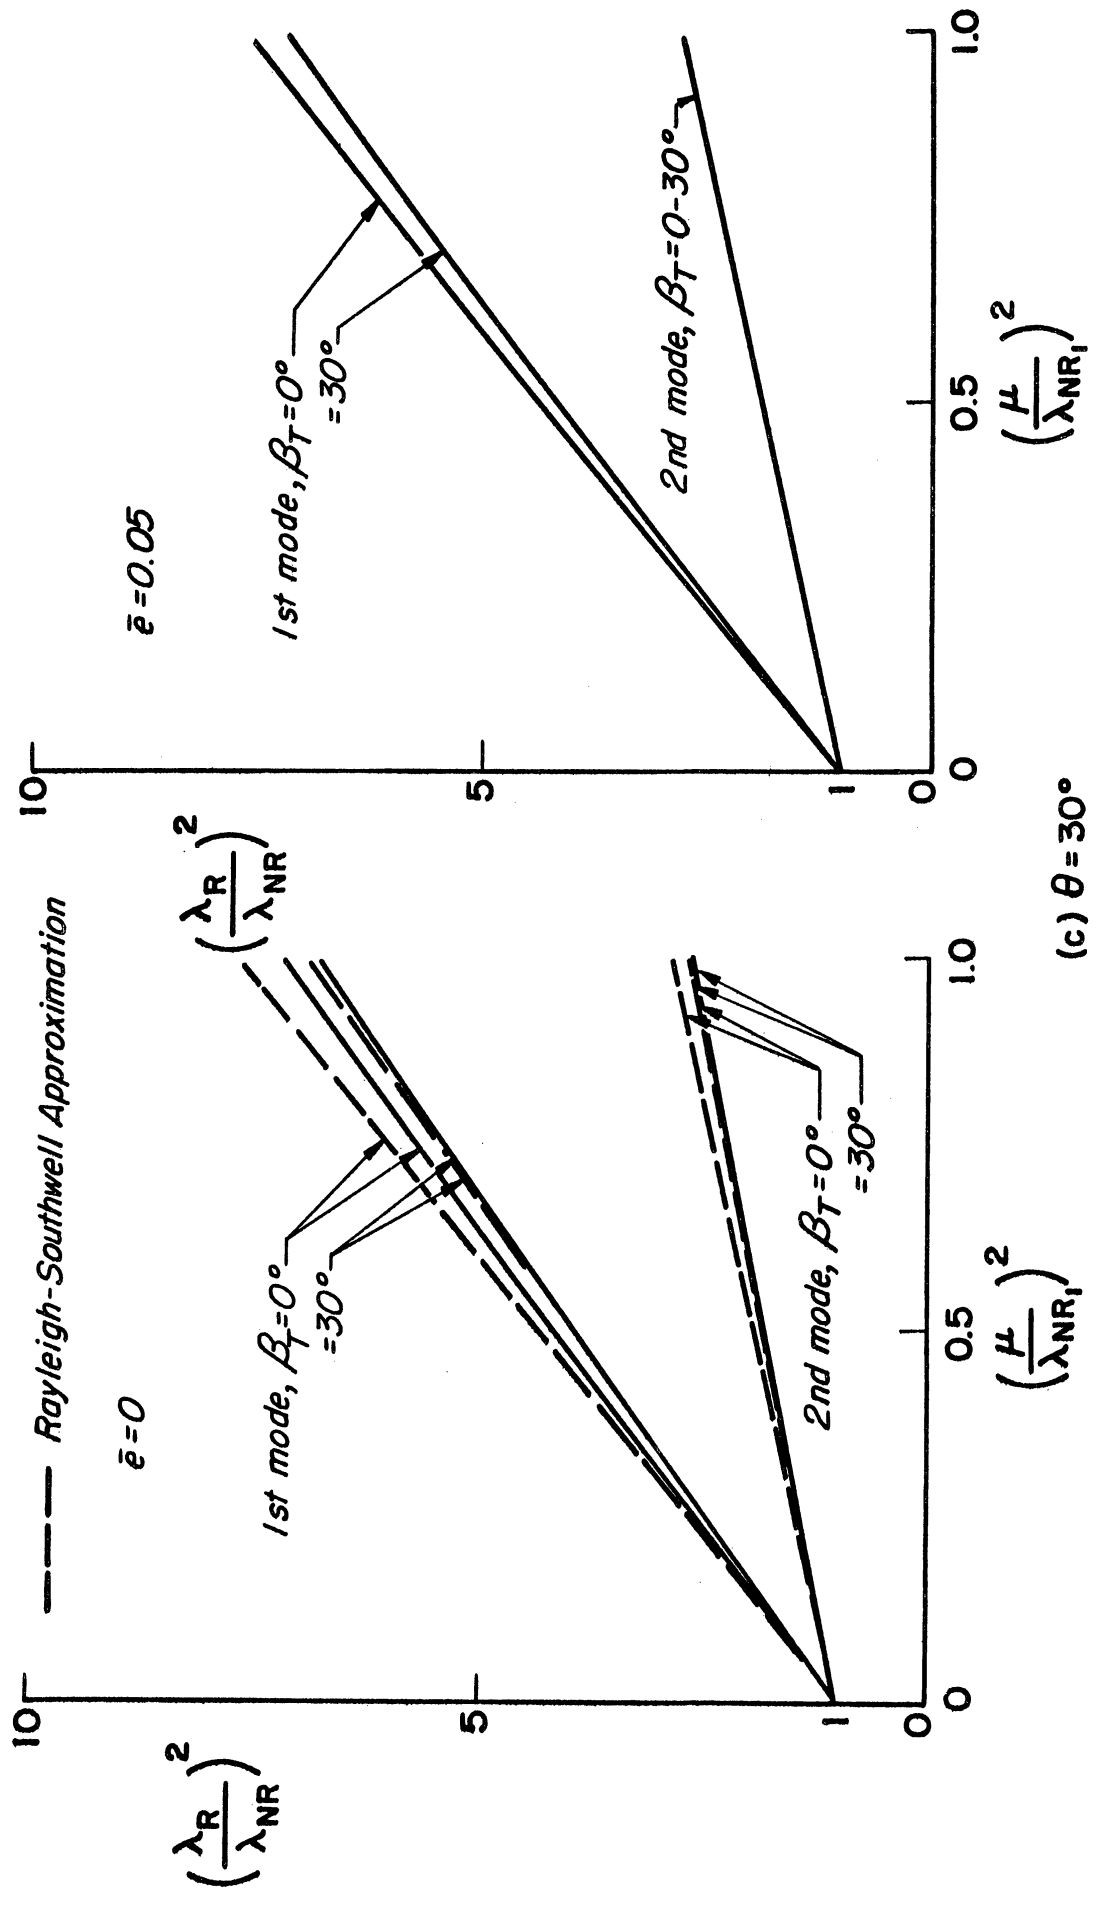 — — — Rayleigh-Southwell Approximation
ē=0
10
(λR/λNR)²
5
1
0
1st mode, βT=0°
=30°
2nd mode, βT=0°
=30°
0
0.5
1.0
(μ/λNR₁)²
ē=0.05
10
(λR/λNR)²
5
1
0
1st mode, βT=0°
=30°
2nd mode, βT=0-30°
0
0.5
1.0
(μ/λNR₁)²
(c) θ=30°